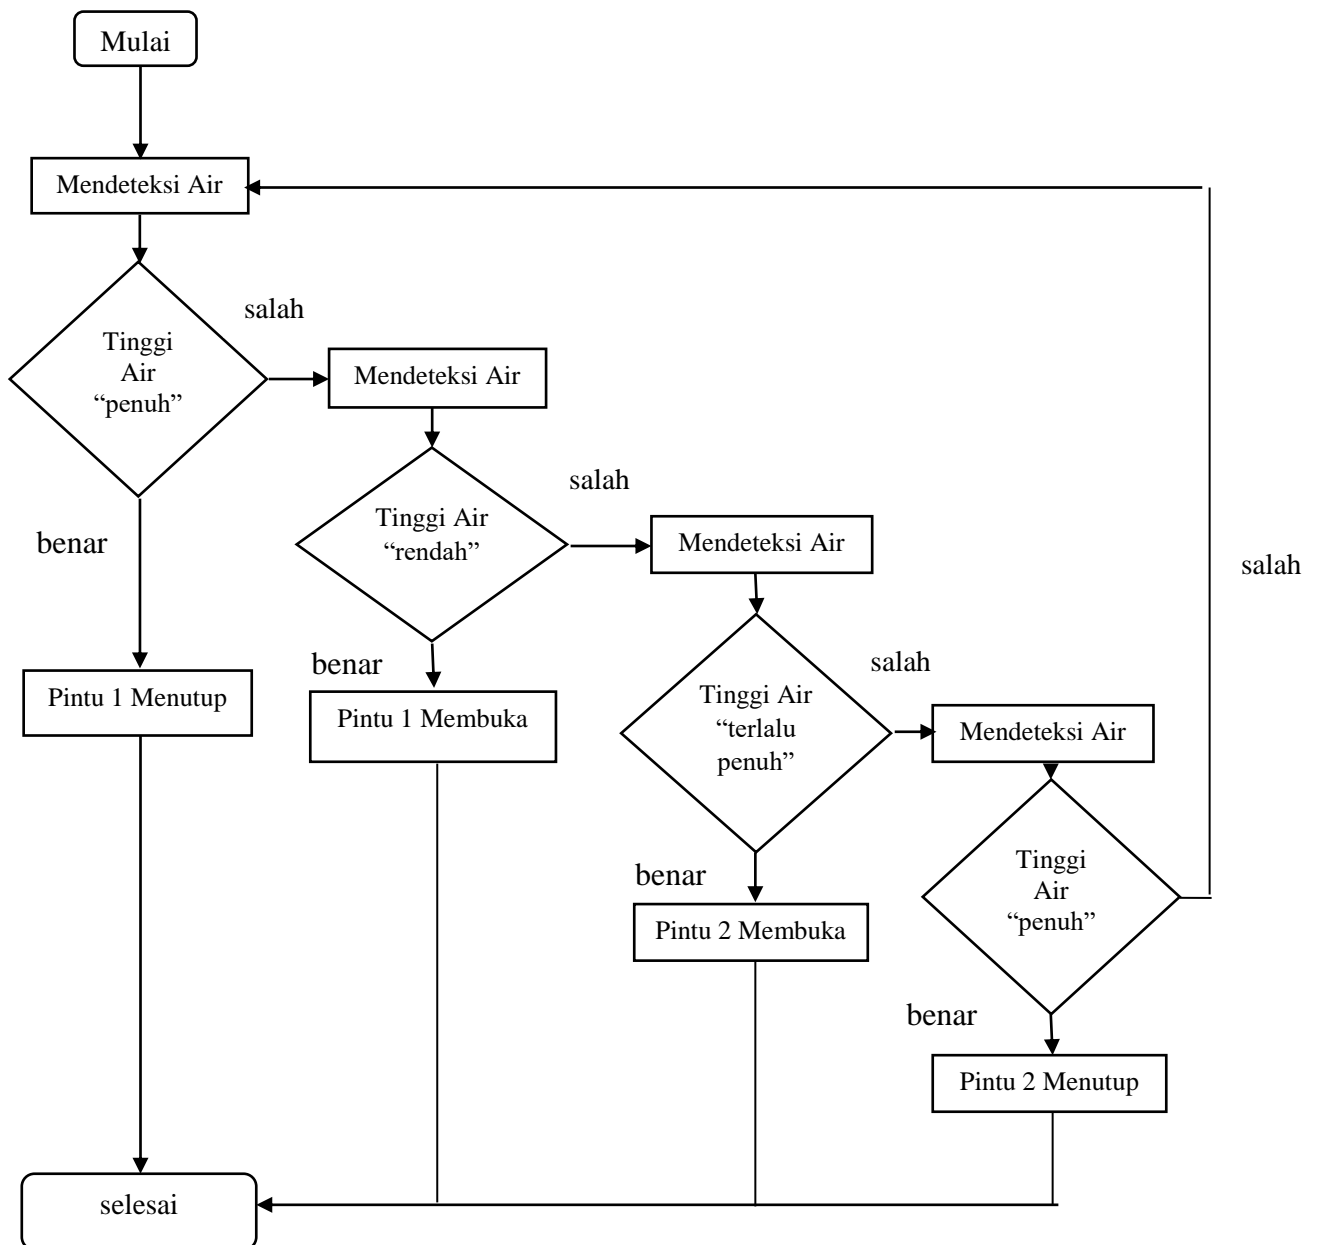 Mulai
Mendeteksi Air
salah
Tinggi
Air
“penuh”
Mendeteksi Air
salah
benar
Tinggi Air
“rendah”
Mendeteksi Air
salah
benar
salah
Pintu 1 Menutup
Pintu 1 Membuka
Tinggi Air
“terlalu
penuh”
Mendeteksi Air
benar
Tinggi
Air
“penuh”
Pintu 2 Membuka
benar
Pintu 2 Menutup
selesai